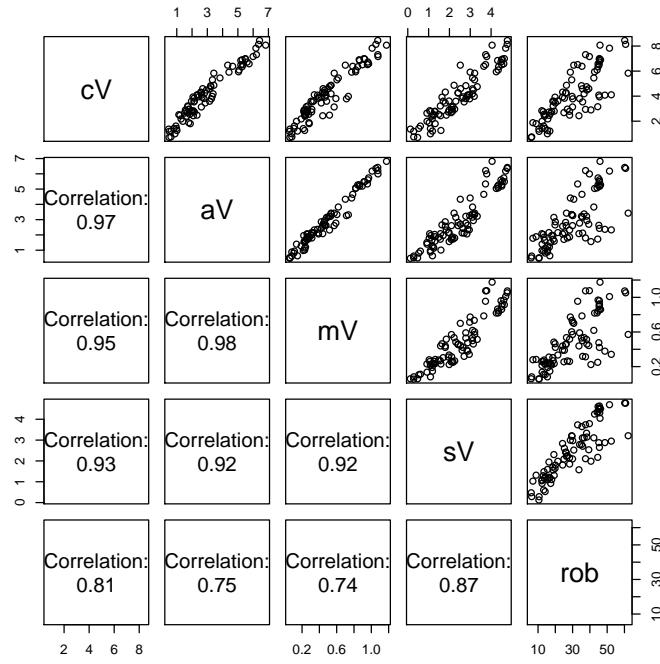 1 3 5 7
0 1 2 3 4
cV
2 4 6 8
1 3 5 7
Correlation:
0.97
aV
Correlation:
0.95
Correlation:
0.98
mV
0.2 0.6 1.0
0 1 2 3 4
Correlation:
0.93
Correlation:
0.92
Correlation:
0.92
sV
Correlation:
0.81
Correlation:
0.75
Correlation:
0.74
Correlation:
0.87
rob
10 30 50
2 4 6 8
0.2 0.6 1.0
10 30 50